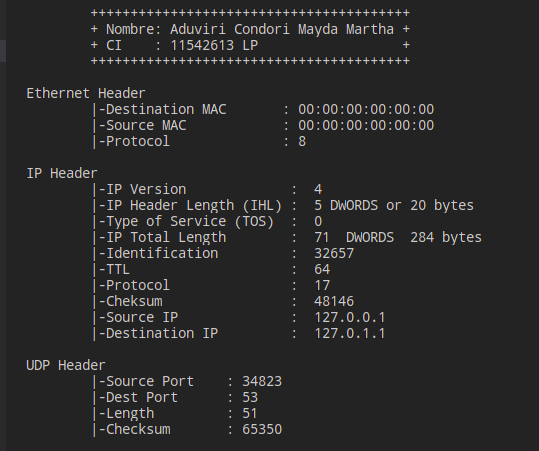 ++++++++++++++++++++++++++++++++++++++++
+ Nombre: Aduviri Condori Mayda Martha +
+ CI    : 11542613 LP                  +
++++++++++++++++++++++++++++++++++++++++
Ethernet Header
|-Destination MAC       : 00:00:00:00:00:00
|-Source MAC            : 00:00:00:00:00:00
|-Protocol              : 8
IP Header
|-IP Version             :  4
|-IP Header Length (IHL) :  5 DWORDS or 20 bytes
|-Type of Service (TOS)  :  0
|-IP Total Length        :  71  DWORDS  284 bytes
|-Identification         :  32657
|-TTL                    :  64
|-Protocol               :  17
|-Cheksum                :  48146
|-Source IP              :  127.0.0.1
|-Destination IP         :  127.0.1.1
UDP Header
|-Source Port    : 34823
|-Dest Port      : 53
|-Length         : 51
|-Checksum       : 65350